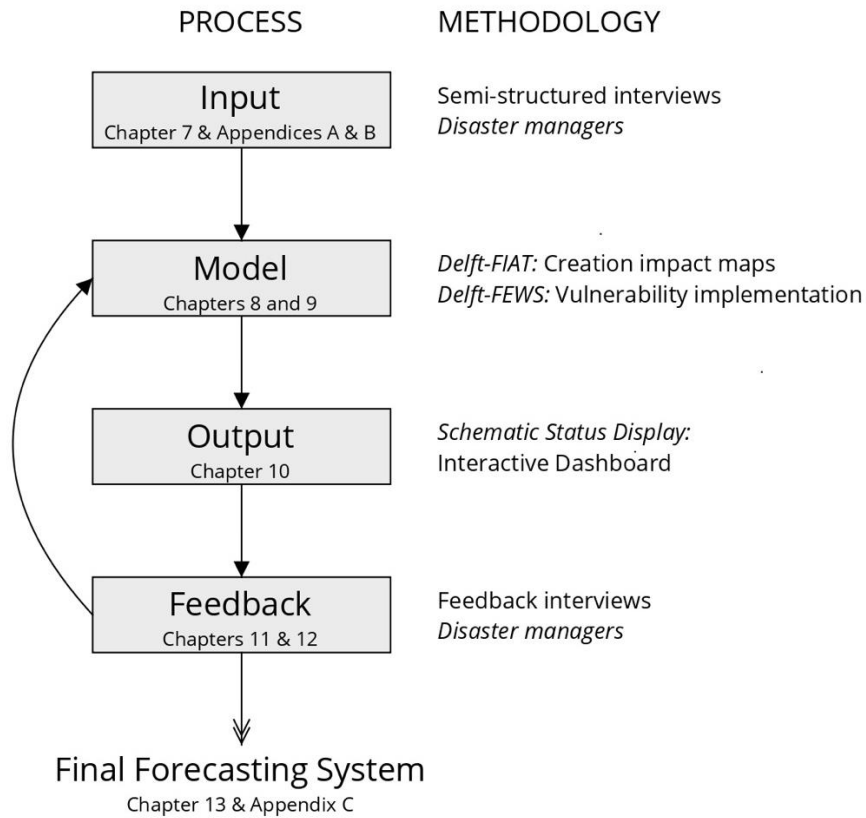 PROCESS
METHODOLOGY
Input
Chapter 7 & Appendices A & B
Semi-structured interviews
Disaster managers
Model
Chapters 8 and 9
Delft-FIAT: Creation impact maps
Delft-FEWS: Vulnerability implementation
Output
Chapter 10
Schematic Status Display:
Interactive Dashboard
Feedback
Chapters 11 & 12
Feedback interviews
Disaster managers
Final Forecasting System
Chapter 13 & Appendix C